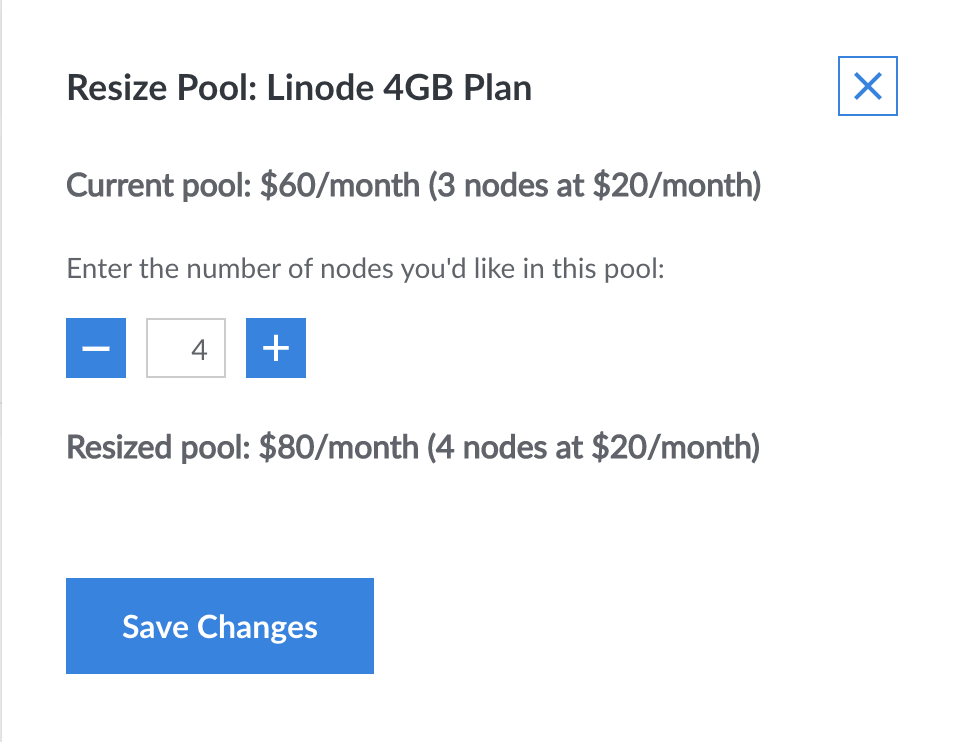 Resize Pool: Linode 4GB Plan
Current pool: $60/month (3 nodes at $20/month)
Enter the number of nodes you'd like in this pool:
4
Resized pool: $80/month (4 nodes at $20/month)
Save Changes